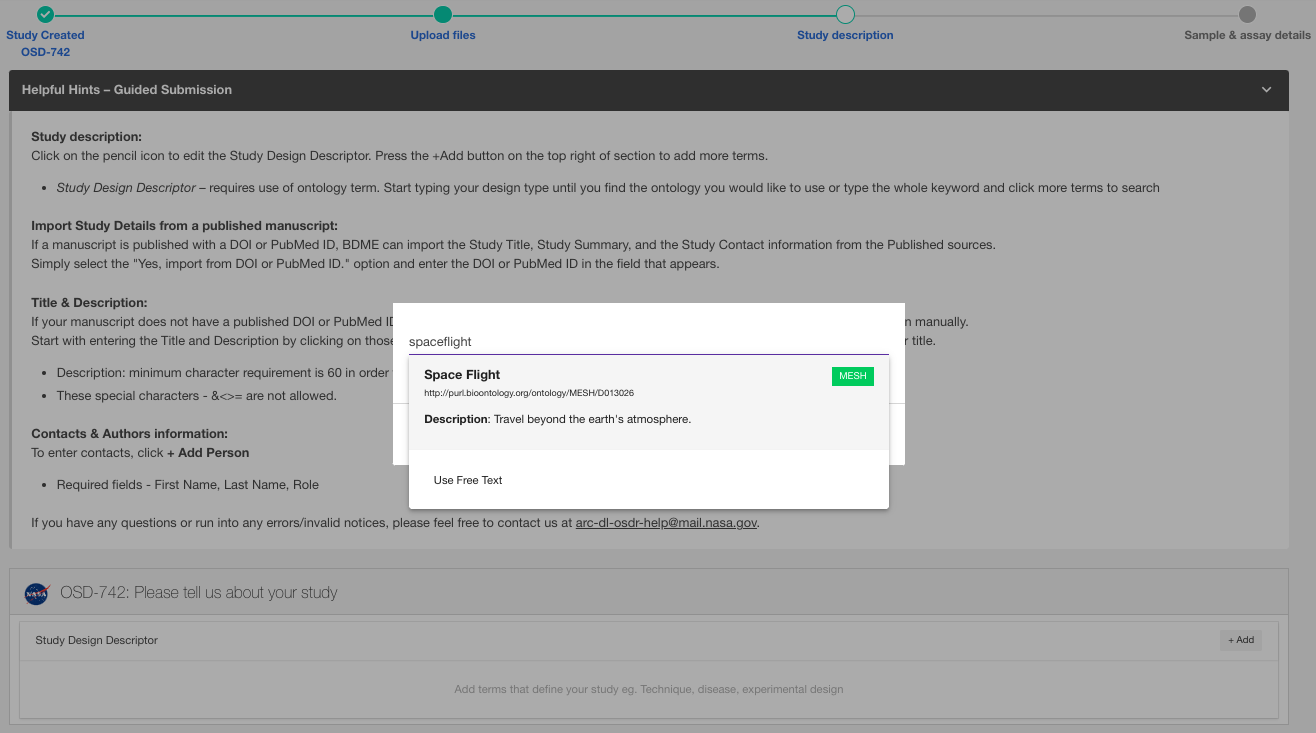 Study Created
OSD-742
Upload files
Study description
Sample & assay details
Helpful Hints – Guided Submission
Study description:
Click on the pencil icon to edit the Study Design Descriptor. Press the +Add button on the top right of section to add more terms.
• Study Design Descriptor – requires use of ontology term. Start typing your design type until you find the ontology you would like to use or type the whole keyword and click more terms to search
Import Study Details from a published manuscript:
If a manuscript is published with a DOI or PubMed ID, BDME can import the Study Title, Study Summary, and the Study Contact information from the Published sources.
Simply select the "Yes, import from DOI or PubMed ID." option and enter the DOI or PubMed ID in the field that appears.
Title & Description:
If your manuscript does not have a published DOI or PubMed ID
n manually.
Start with entering the Title and Description by clicking on those
r title.
• Description: minimum character requirement is 60 in order
• These special characters - &<>= are not allowed.
Contacts & Authors information:
To enter contacts, click + Add Person
• Required fields - First Name, Last Name, Role
If you have any questions or run into any errors/invalid notices, please feel free to contact us at arc-dl-osdr-help@mail.nasa.gov.
spaceflight
Space Flight
MESH
http://purl.bioontology.org/ontology/MESH/D013026
Description: Travel beyond the earth's atmosphere.
Use Free Text
NASA
OSD-742: Please tell us about your study
Study Design Descriptor
+ Add
Add terms that define your study eg. Technique, disease, experimental design